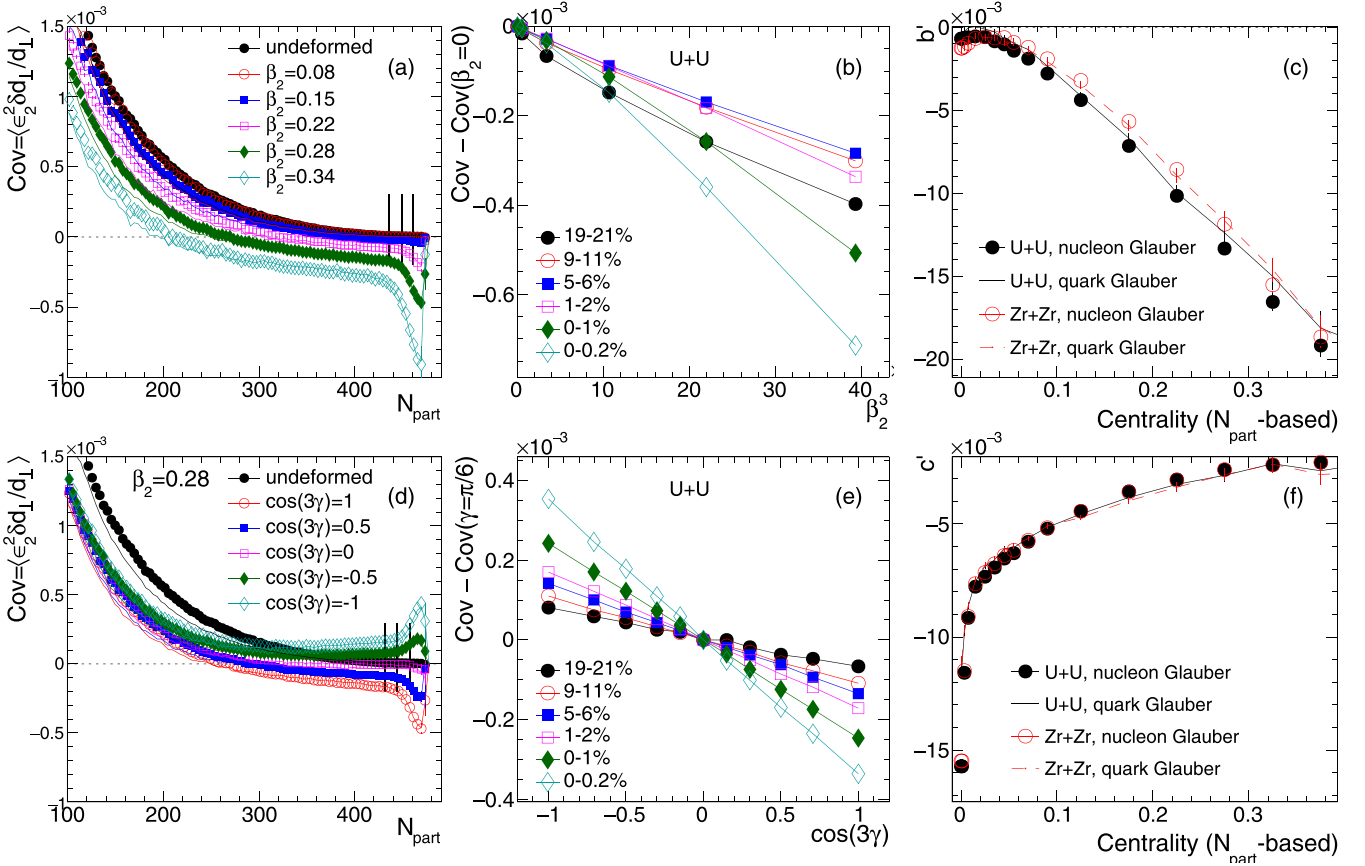 ×10⁻³
1.5
1
0.5
0
−0.5
−1
Cov=⟨ε₂²δd⊥/d⊥⟩
undeformed
β₂=0.08
β₂=0.15
β₂=0.22
β₂=0.28
β₂=0.34
(a)
100 200 300 400
N_part
×10⁻³
0
−0.2
−0.4
−0.6
Cov − Cov(β₂=0)
U+U
(b)
19-21%
9-11%
5-6%
1-2%
0-1%
0-0.2%
0 10 20 30 40
β₂³
×10⁻³
b'
0
−5
−10
−15
−20
(c)
U+U, nucleon Glauber
U+U, quark Glauber
Zr+Zr, nucleon Glauber
Zr+Zr, quark Glauber
0 0.1 0.2 0.3
Centrality (N_part-based)
×10⁻³
1.5
1
0.5
0
−0.5
−1
Cov=⟨ε₂²δd⊥/d⊥⟩
β₂=0.28
undeformed
cos(3γ)=1
cos(3γ)=0.5
cos(3γ)=0
cos(3γ)=-0.5
cos(3γ)=-1
(d)
100 200 300 400
N_part
×10⁻³
0.4
0.2
0
−0.2
−0.4
Cov − Cov(γ=π/6)
U+U
(e)
19-21%
9-11%
5-6%
1-2%
0-1%
0-0.2%
−1 −0.5 0 0.5 1
cos(3γ)
×10⁻³
c'
−5
−10
−15
(f)
U+U, nucleon Glauber
U+U, quark Glauber
Zr+Zr, nucleon Glauber
Zr+Zr, quark Glauber
0 0.1 0.2 0.3
Centrality (N_part-based)